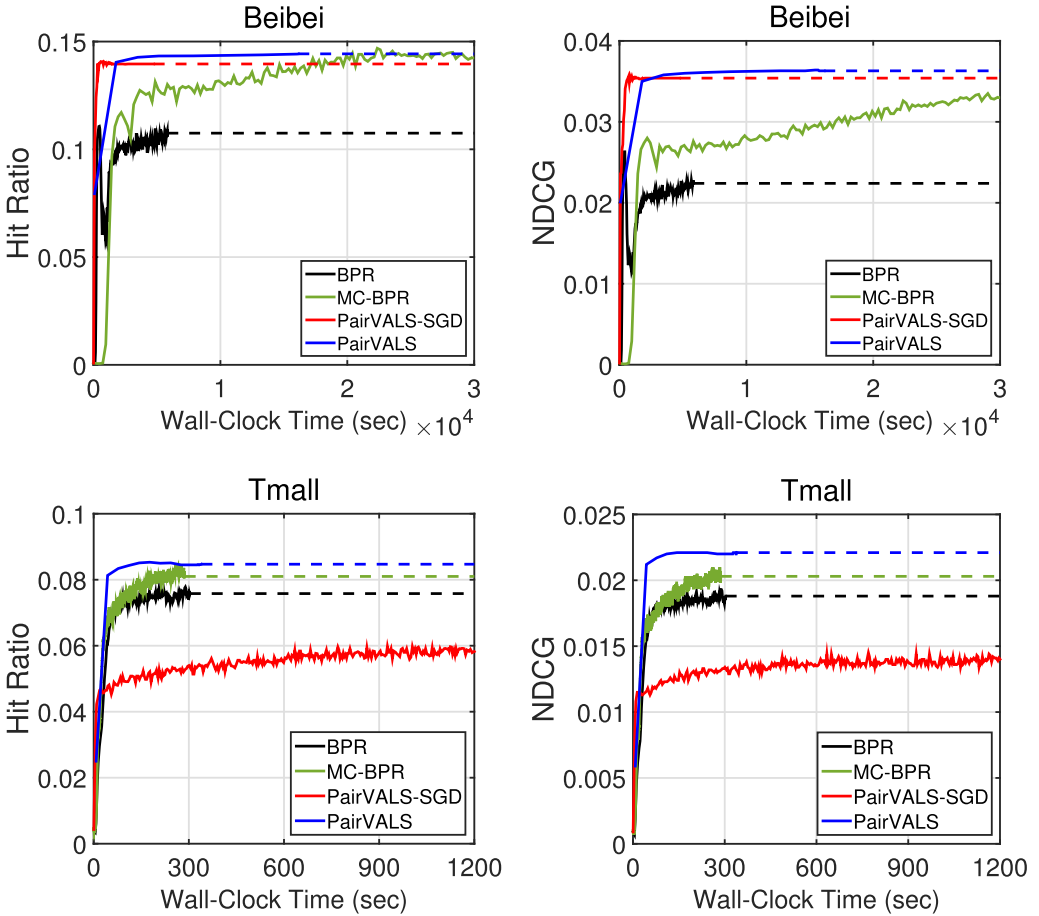 Beibei
0.15
0.1
0.05
0
Hit Ratio
BPR
MC-BPR
PairVALS-SGD
PairVALS
0 1 2 3
Wall-Clock Time (sec) ×10⁴
Beibei
0.04
0.03
0.02
0.01
0
NDCG
BPR
MC-BPR
PairVALS-SGD
PairVALS
0 1 2 3
Wall-Clock Time (sec) ×10⁴
Tmall
0.1
0.08
0.06
0.04
0.02
0
Hit Ratio
BPR
MC-BPR
PairVALS-SGD
PairVALS
0 300 600 900 1200
Wall-Clock Time (sec)
Tmall
0.025
0.02
0.015
0.01
0.005
0
NDCG
BPR
MC-BPR
PairVALS-SGD
PairVALS
0 300 600 900 1200
Wall-Clock Time (sec)